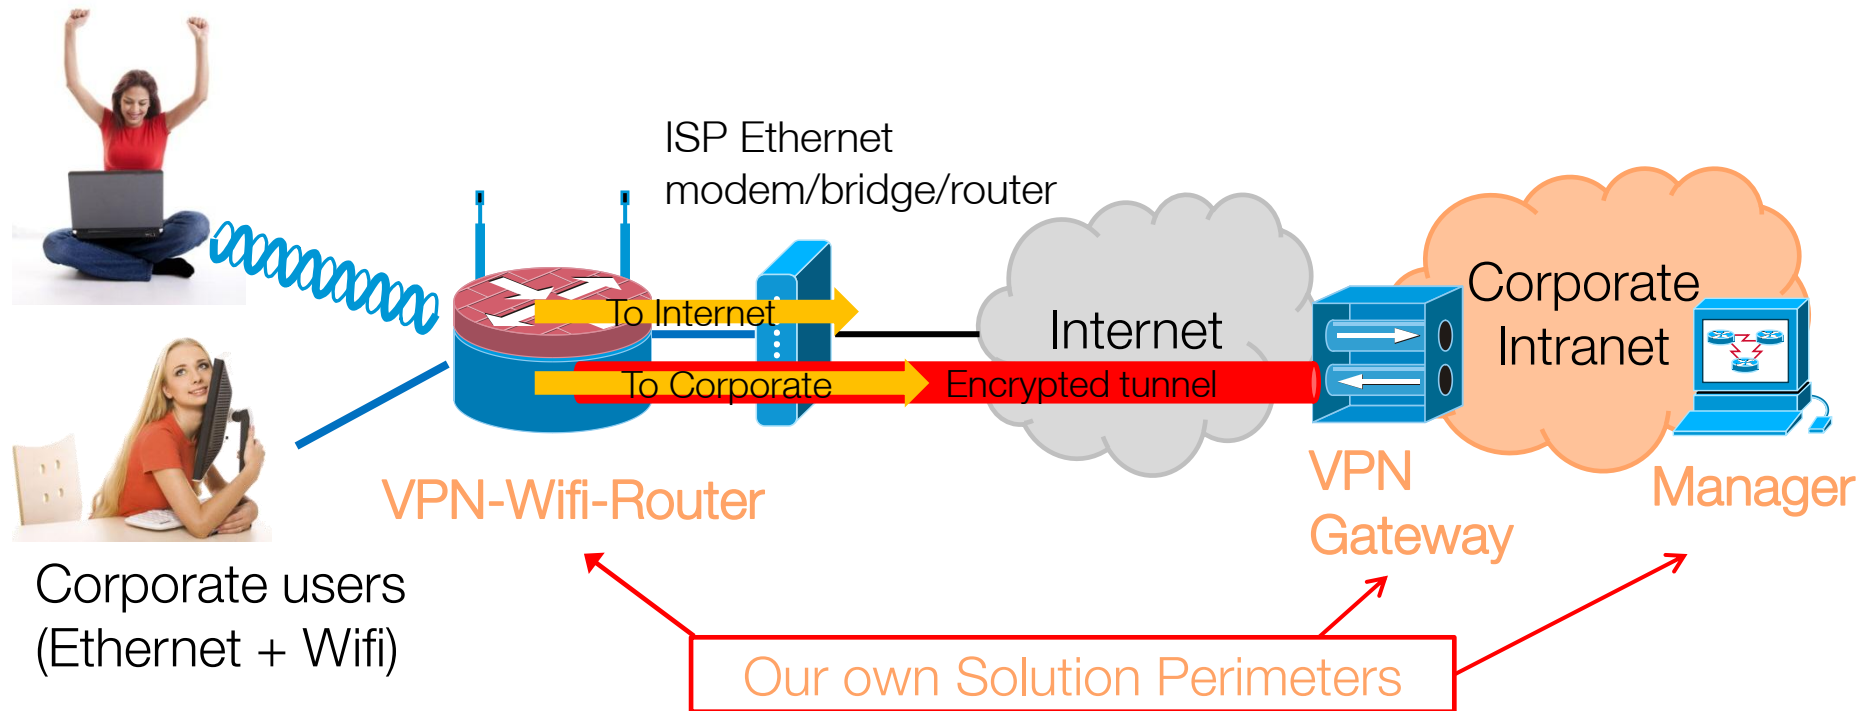 ISP Ethernet
modem/bridge/router
To Internet
Internet
Corporate
Intranet
To Corporate
Encrypted tunnel
VPN-Wifi-Router
VPN
Gateway
Manager
Corporate users
(Ethernet + Wifi)
Our own Solution Perimeters